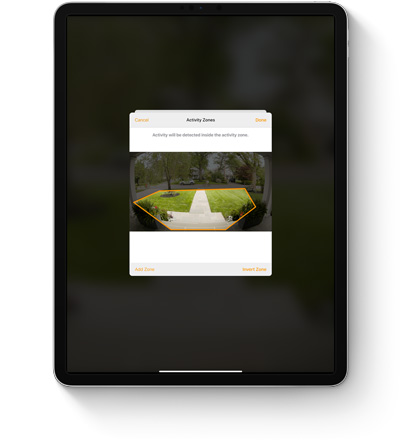 Cancel Activity Zones Done
Activity will be detected inside the activity zone.
Add Zone Invert Zone